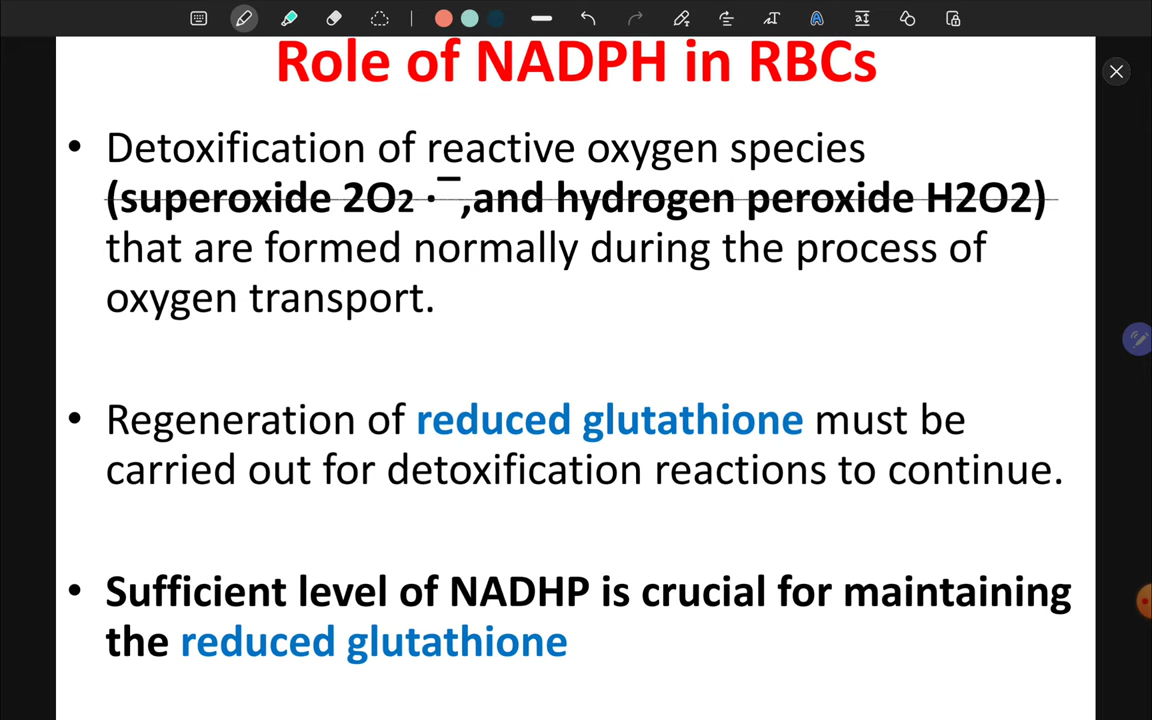 Role of NADPH in RBCs
• Detoxification of reactive oxygen species
(superoxide 2O₂ ·¯ ,and hydrogen peroxide H2O2)
that are formed normally during the process of
oxygen transport.
• Regeneration of reduced glutathione must be
carried out for detoxification reactions to continue.
• Sufficient level of NADHP is crucial for maintaining
the reduced glutathione